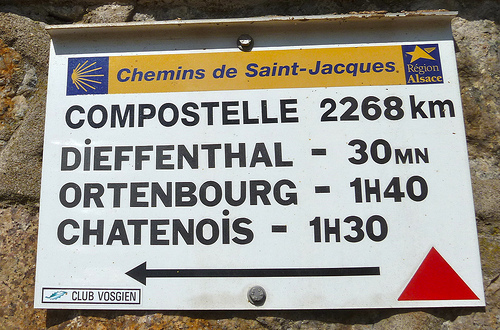 Chemins de Saint-Jacques
Région
Alsace
COMPOSTELLE 2268 km
DiEFFENTHAL - 30MN
ORTENBOURG - 1H40
CHATENOiS - 1H30
CLUB VOSGIEN